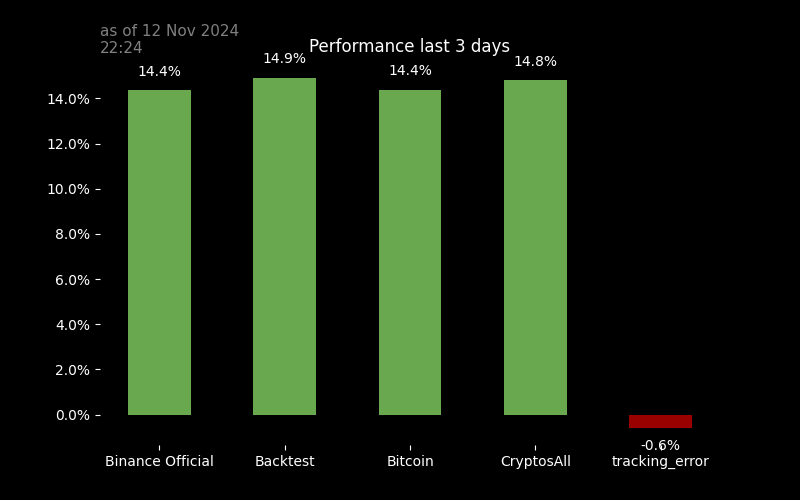 as of 12 Nov 2024
22:24
Performance last 3 days
14.4%
14.9%
14.4%
14.8%
14.0%
12.0%
10.0%
8.0%
6.0%
4.0%
2.0%
0.0%
-0.6%
Binance Official
Backtest
Bitcoin
CryptosAll
tracking_error